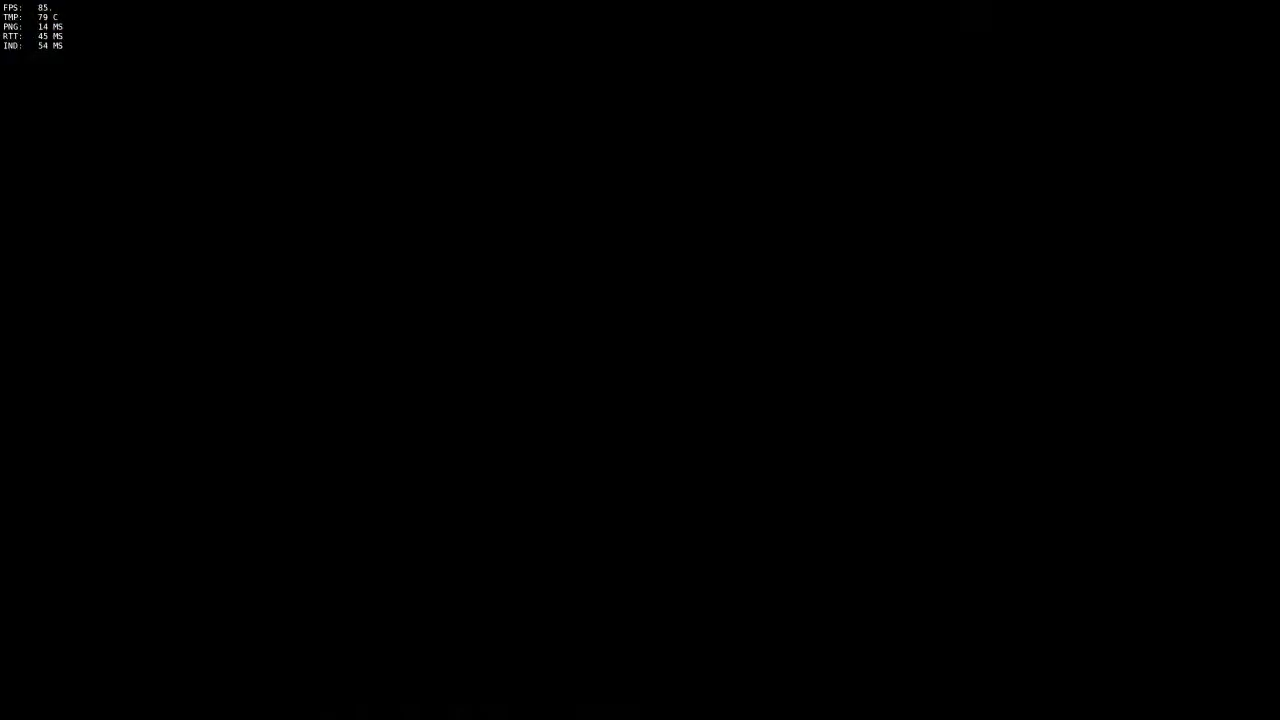 FPS: 85.
TMP: 79 C
PNG: 14 MS
RTT: 45 MS
IND: 54 MS